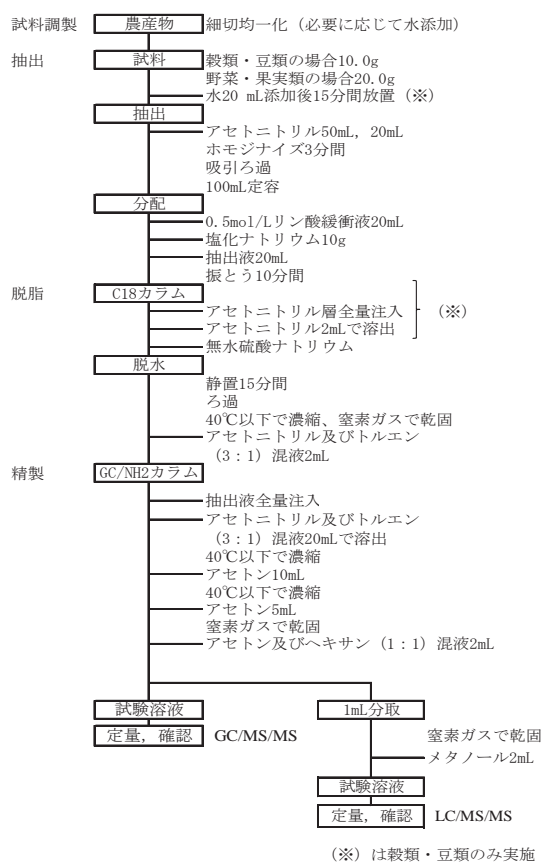 試料調製 農産物 細切均一化（必要に応じて水添加）
抽出 試料 穀類・豆類の場合10.0g
野菜・果実類の場合20.0g
水20 mL添加後15分間放置（※）
抽出
アセトニトリル50mL, 20mL
ホモジナイズ3分間
吸引ろ過
100mL定容
分配
0.5mol/Lリン酸緩衝液20mL
塩化ナトリウム10g
抽出液20mL
振とう10分間
脱脂 C18カラム
アセトニトリル層全量注入 （※）
アセトニトリル2mLで溶出
無水硫酸ナトリウム
脱水
静置15分間
ろ過
40℃以下で濃縮、窒素ガスで乾固
アセトニトリル及びトルエン
（3：1）混液2mL
精製 GC/NH2カラム
抽出液全量注入
アセトニトリル及びトルエン
（3：1）混液20mLで溶出
40℃以下で濃縮
アセトン10mL
40℃以下で濃縮
アセトン5mL
窒素ガスで乾固
アセトン及びヘキサン（1：1）混液2mL
試験溶液 1mL分取
定量, 確認 GC/MS/MS
窒素ガスで乾固
メタノール2mL
試験溶液
定量, 確認 LC/MS/MS
（※）は穀類・豆類のみ実施